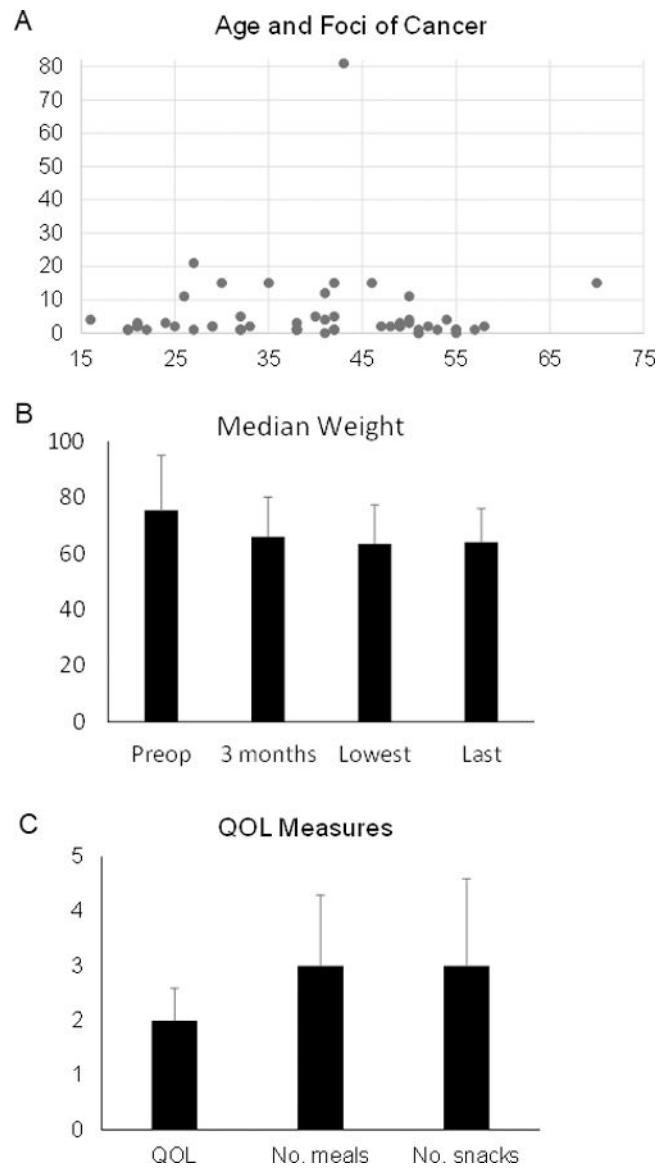 A
Age and Foci of Cancer
80
70
60
50
40
30
20
10
0
15 25 35 45 55 65 75
B
Median Weight
100
80
60
40
20
0
Preop 3 months Lowest Last
C
QOL Measures
5
4
3
2
1
0
QOL No. meals No. snacks